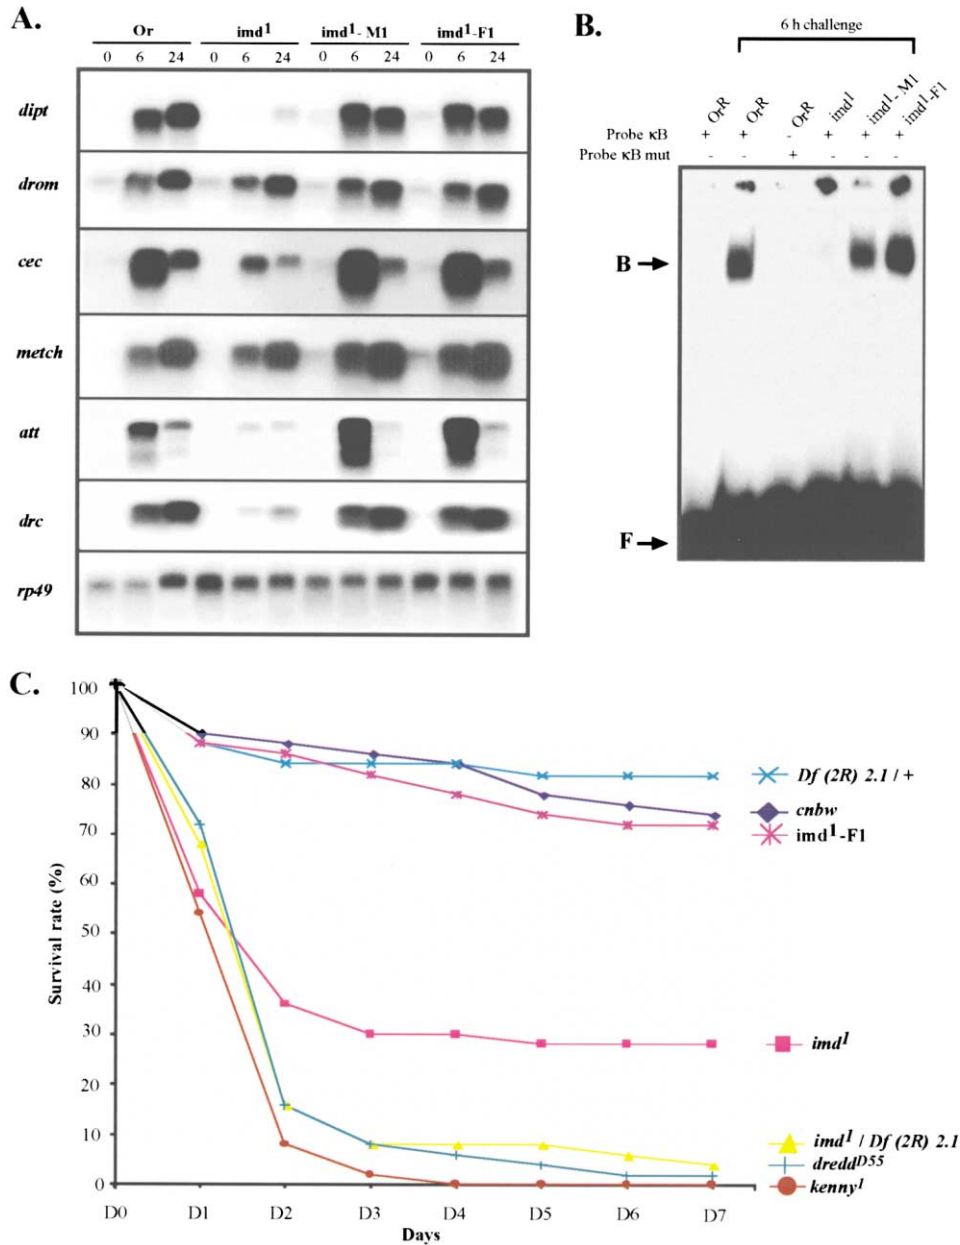 A.
Or imd1 imd1- M1 imd1-F1
0 6 24 0 6 24 0 6 24 0 6 24
dipt
drom
cec
metch
att
drc
rp49
B.
6 h challenge
OrR OrR OrR imd1 imd1- M1 imd1-F1
Probe κB + + - + + +
Probe κB mut - - + - - -
B
F
C.
Survival rate (%)
100
90
80
70
60
50
40
30
20
10
0
D0 D1 D2 D3 D4 D5 D6 D7
Days
Df (2R) 2.1 / +
cnbw
imd1-F1
imd1
imd1 / Df (2R) 2.1
dreddD55
kenny1